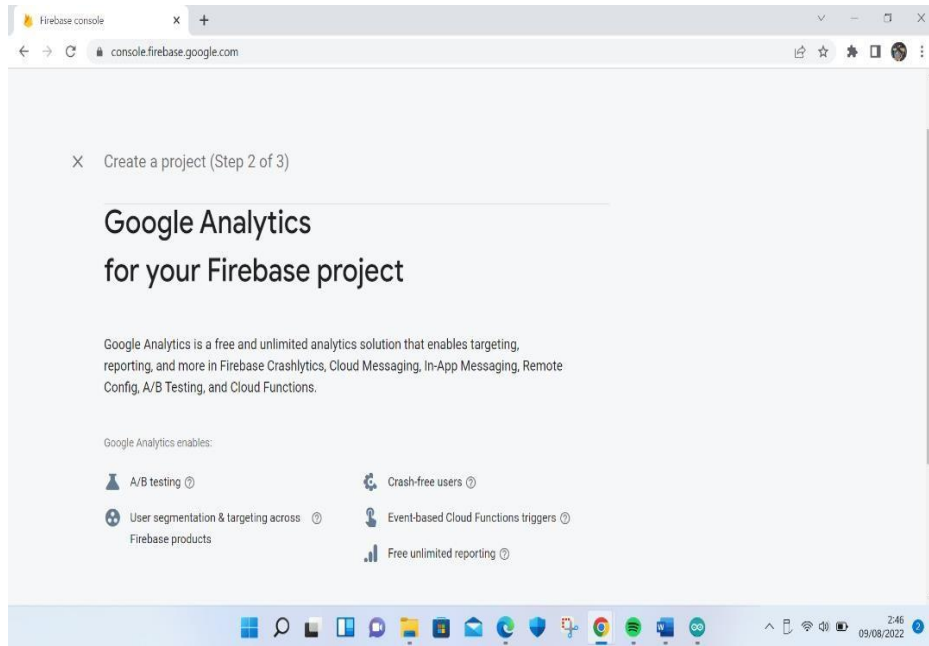 Firebase console
console.firebase.google.com
Create a project (Step 2 of 3)
Google Analytics
for your Firebase project
Google Analytics is a free and unlimited analytics solution that enables targeting,
reporting, and more in Firebase Crashlytics, Cloud Messaging, In-App Messaging, Remote
Config, A/B Testing, and Cloud Functions.
Google Analytics enables:
A/B testing
Crash-free users
User segmentation & targeting across
Firebase products
Event-based Cloud Functions triggers
Free unlimited reporting
2:46
09/08/2022
2